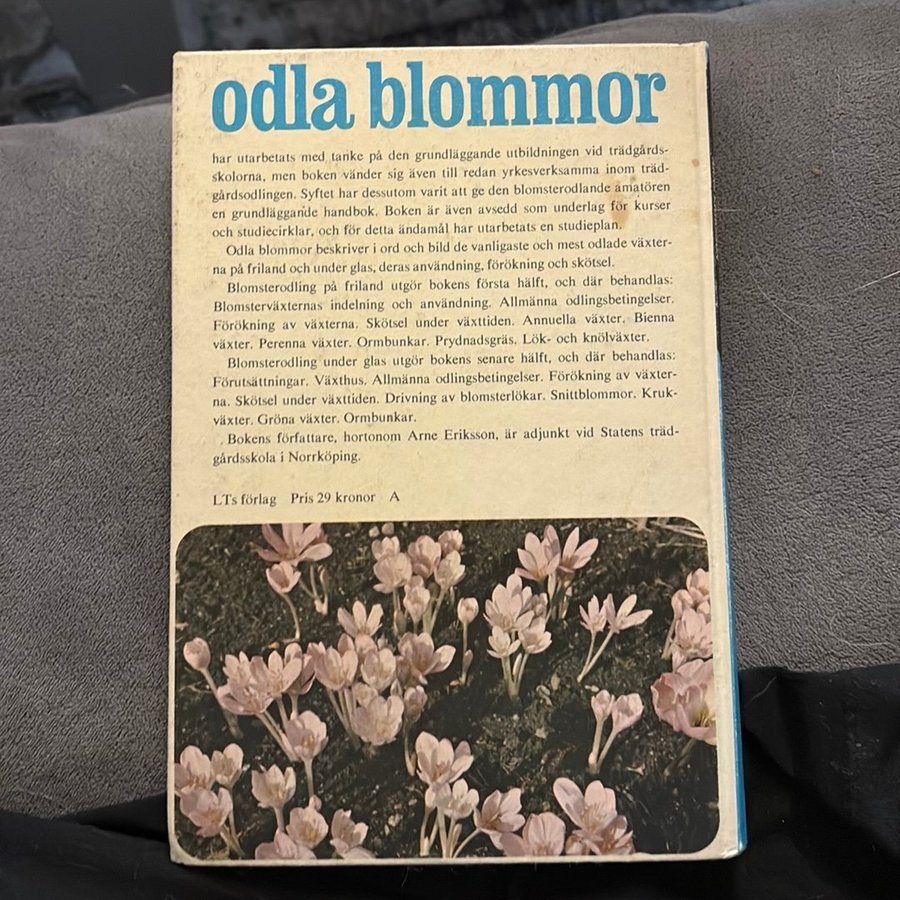 odla blommor
har utarbetats med tanke på den grundläggande utbildningen vid trädgårds-
skolorna, men boken vänder sig även till redan yrkesverksamma inom träd-
gårdsodlingen. Syftet har dessutom varit att ge den blomsterodlande amatören
en grundläggande handbok. Boken är även avsedd som underlag för kurser
och studiecirklar, och för detta ändamål har utarbetats en studieplan.
Odla blommor beskriver i ord och bild de vanligaste och mest odlade växter-
na på friland och under glas, deras användning, förökning och skötsel.
Blomsterodling på friland utgör bokens första hälft, och där behandlas:
Blomsterväxternas indelning och användning. Allmänna odlingsbetingelser.
Förökning av växterna. Skötsel under växttiden. Annuella växter. Bienna
växter. Perenna växter. Ormbunkar. Prydnadsgräs. Lök- och knölväxter.
Blomsterodling under glas utgör bokens senare hälft, och där behandlas:
Förutsättningar. Växthus. Allmänna odlingsbetingelser. Förökning av växter-
na. Skötsel under växttiden. Drivning av blomsterlökar. Snittblommor. Kruk-
växter. Gröna växter. Ormbunkar.
Bokens författare, hortonom Arne Eriksson, är adjunkt vid Statens träd-
gårdsskola i Norrköping.
LTs förlag Pris 29 kronor A